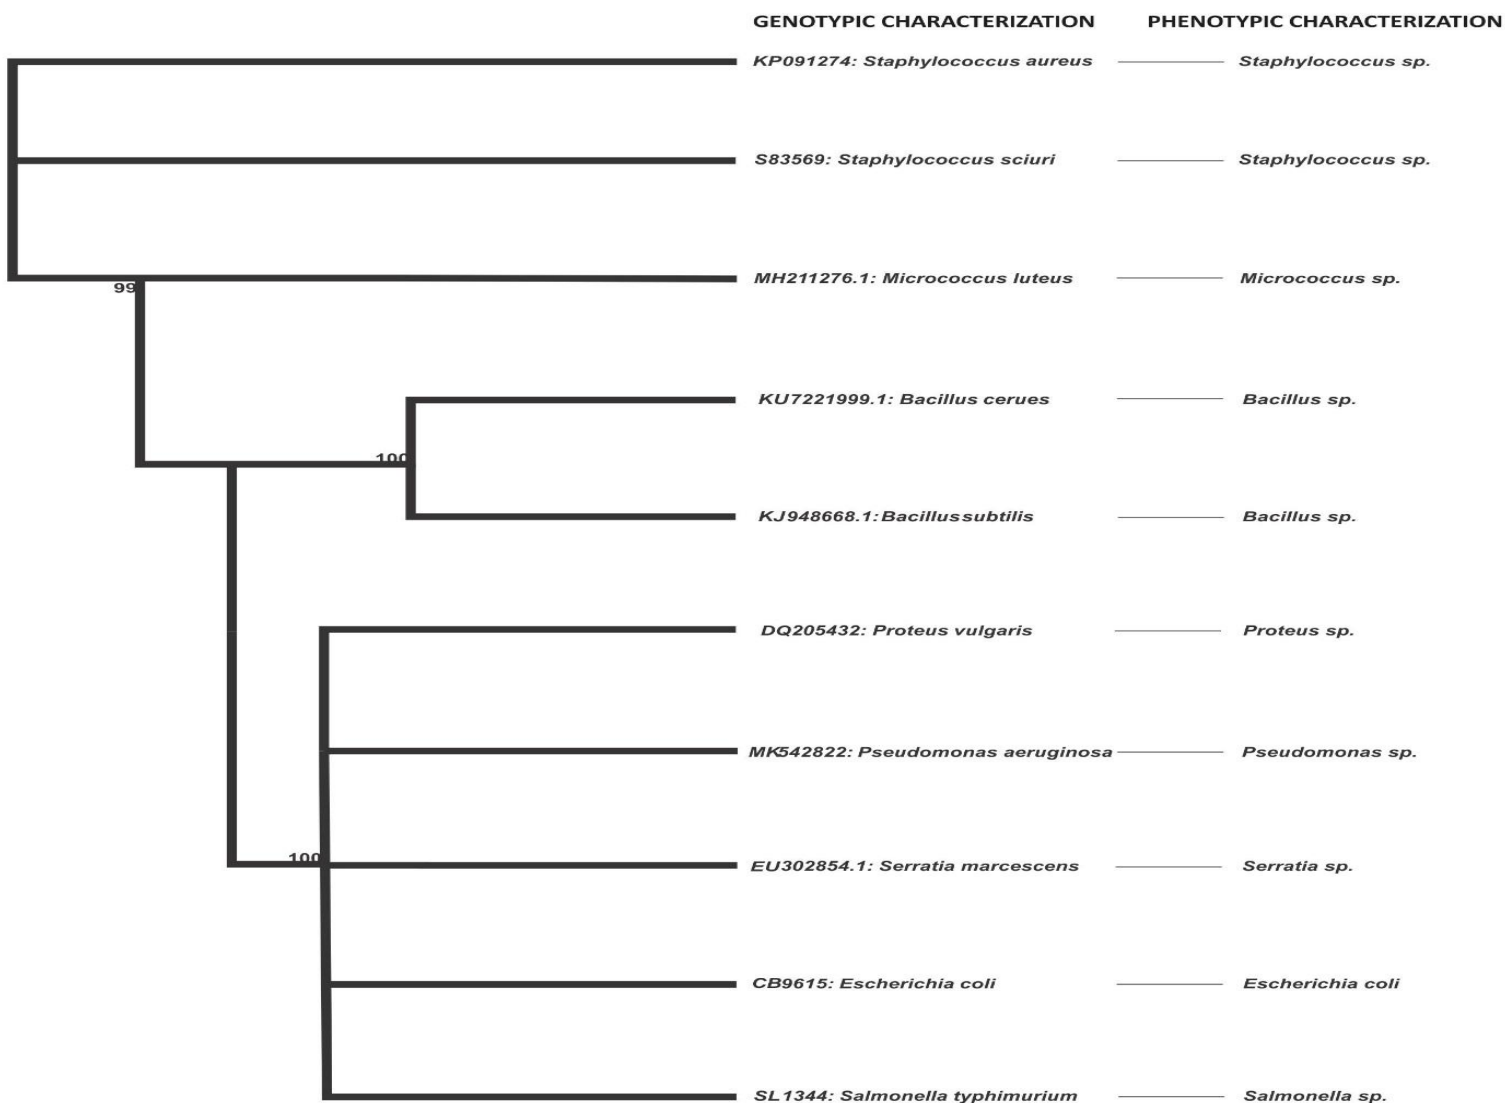 GENOTYPIC CHARACTERIZATION PHENOTYPIC CHARACTERIZATION
KP091274: Staphylococcus aureus Staphylococcus sp.
S83569: Staphylococcus sciuri Staphylococcus sp.
MH211276.1: Micrococcus luteus Micrococcus sp.
99
KU7221999.1: Bacillus cerues Bacillus sp.
100
KJ948668.1:Bacillussubtilis Bacillus sp.
DQ205432: Proteus vulgaris Proteus sp.
MK542822: Pseudomonas aeruginosa Pseudomonas sp.
100
EU302854.1: Serratia marcescens Serratia sp.
CB9615: Escherichia coli Escherichia coli
SL1344: Salmonella typhimurium Salmonella sp.